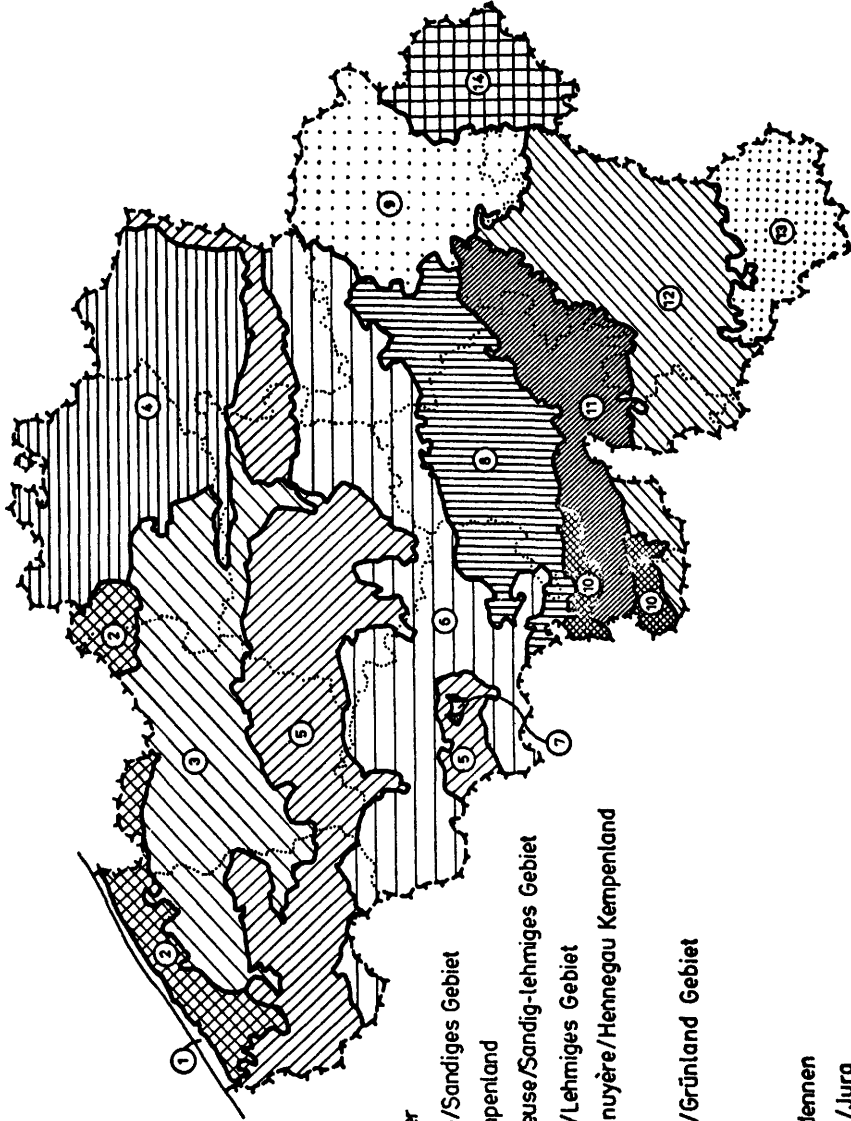 1
2
2
3
4
5
5
6
7
8
9
10
10
11
12
13
14
er
/Sandiges Gebiet
penland
euse/Sandig-lehmiges Gebiet
/Lehmiges Gebiet
nuyère/Hennegau Kempenland
/Grünland Gebiet
dennen
/Jura